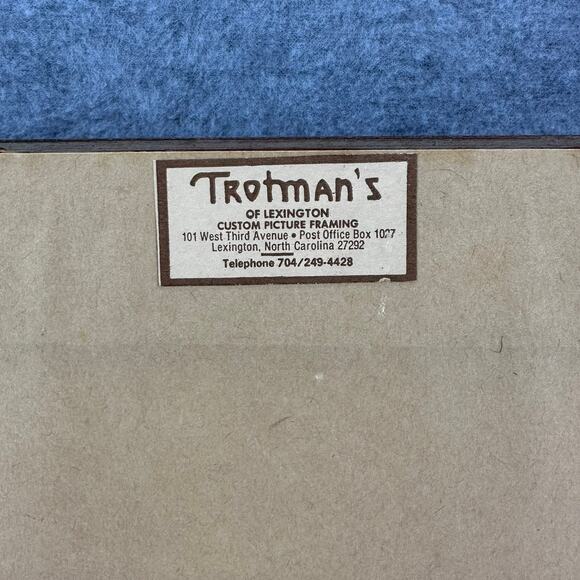 Trotman's
OF LEXINGTON
CUSTOM PICTURE FRAMING
101 West Third Avenue • Post Office Box 1027
Lexington, North Carolina 27292
Telephone 704/249-4428